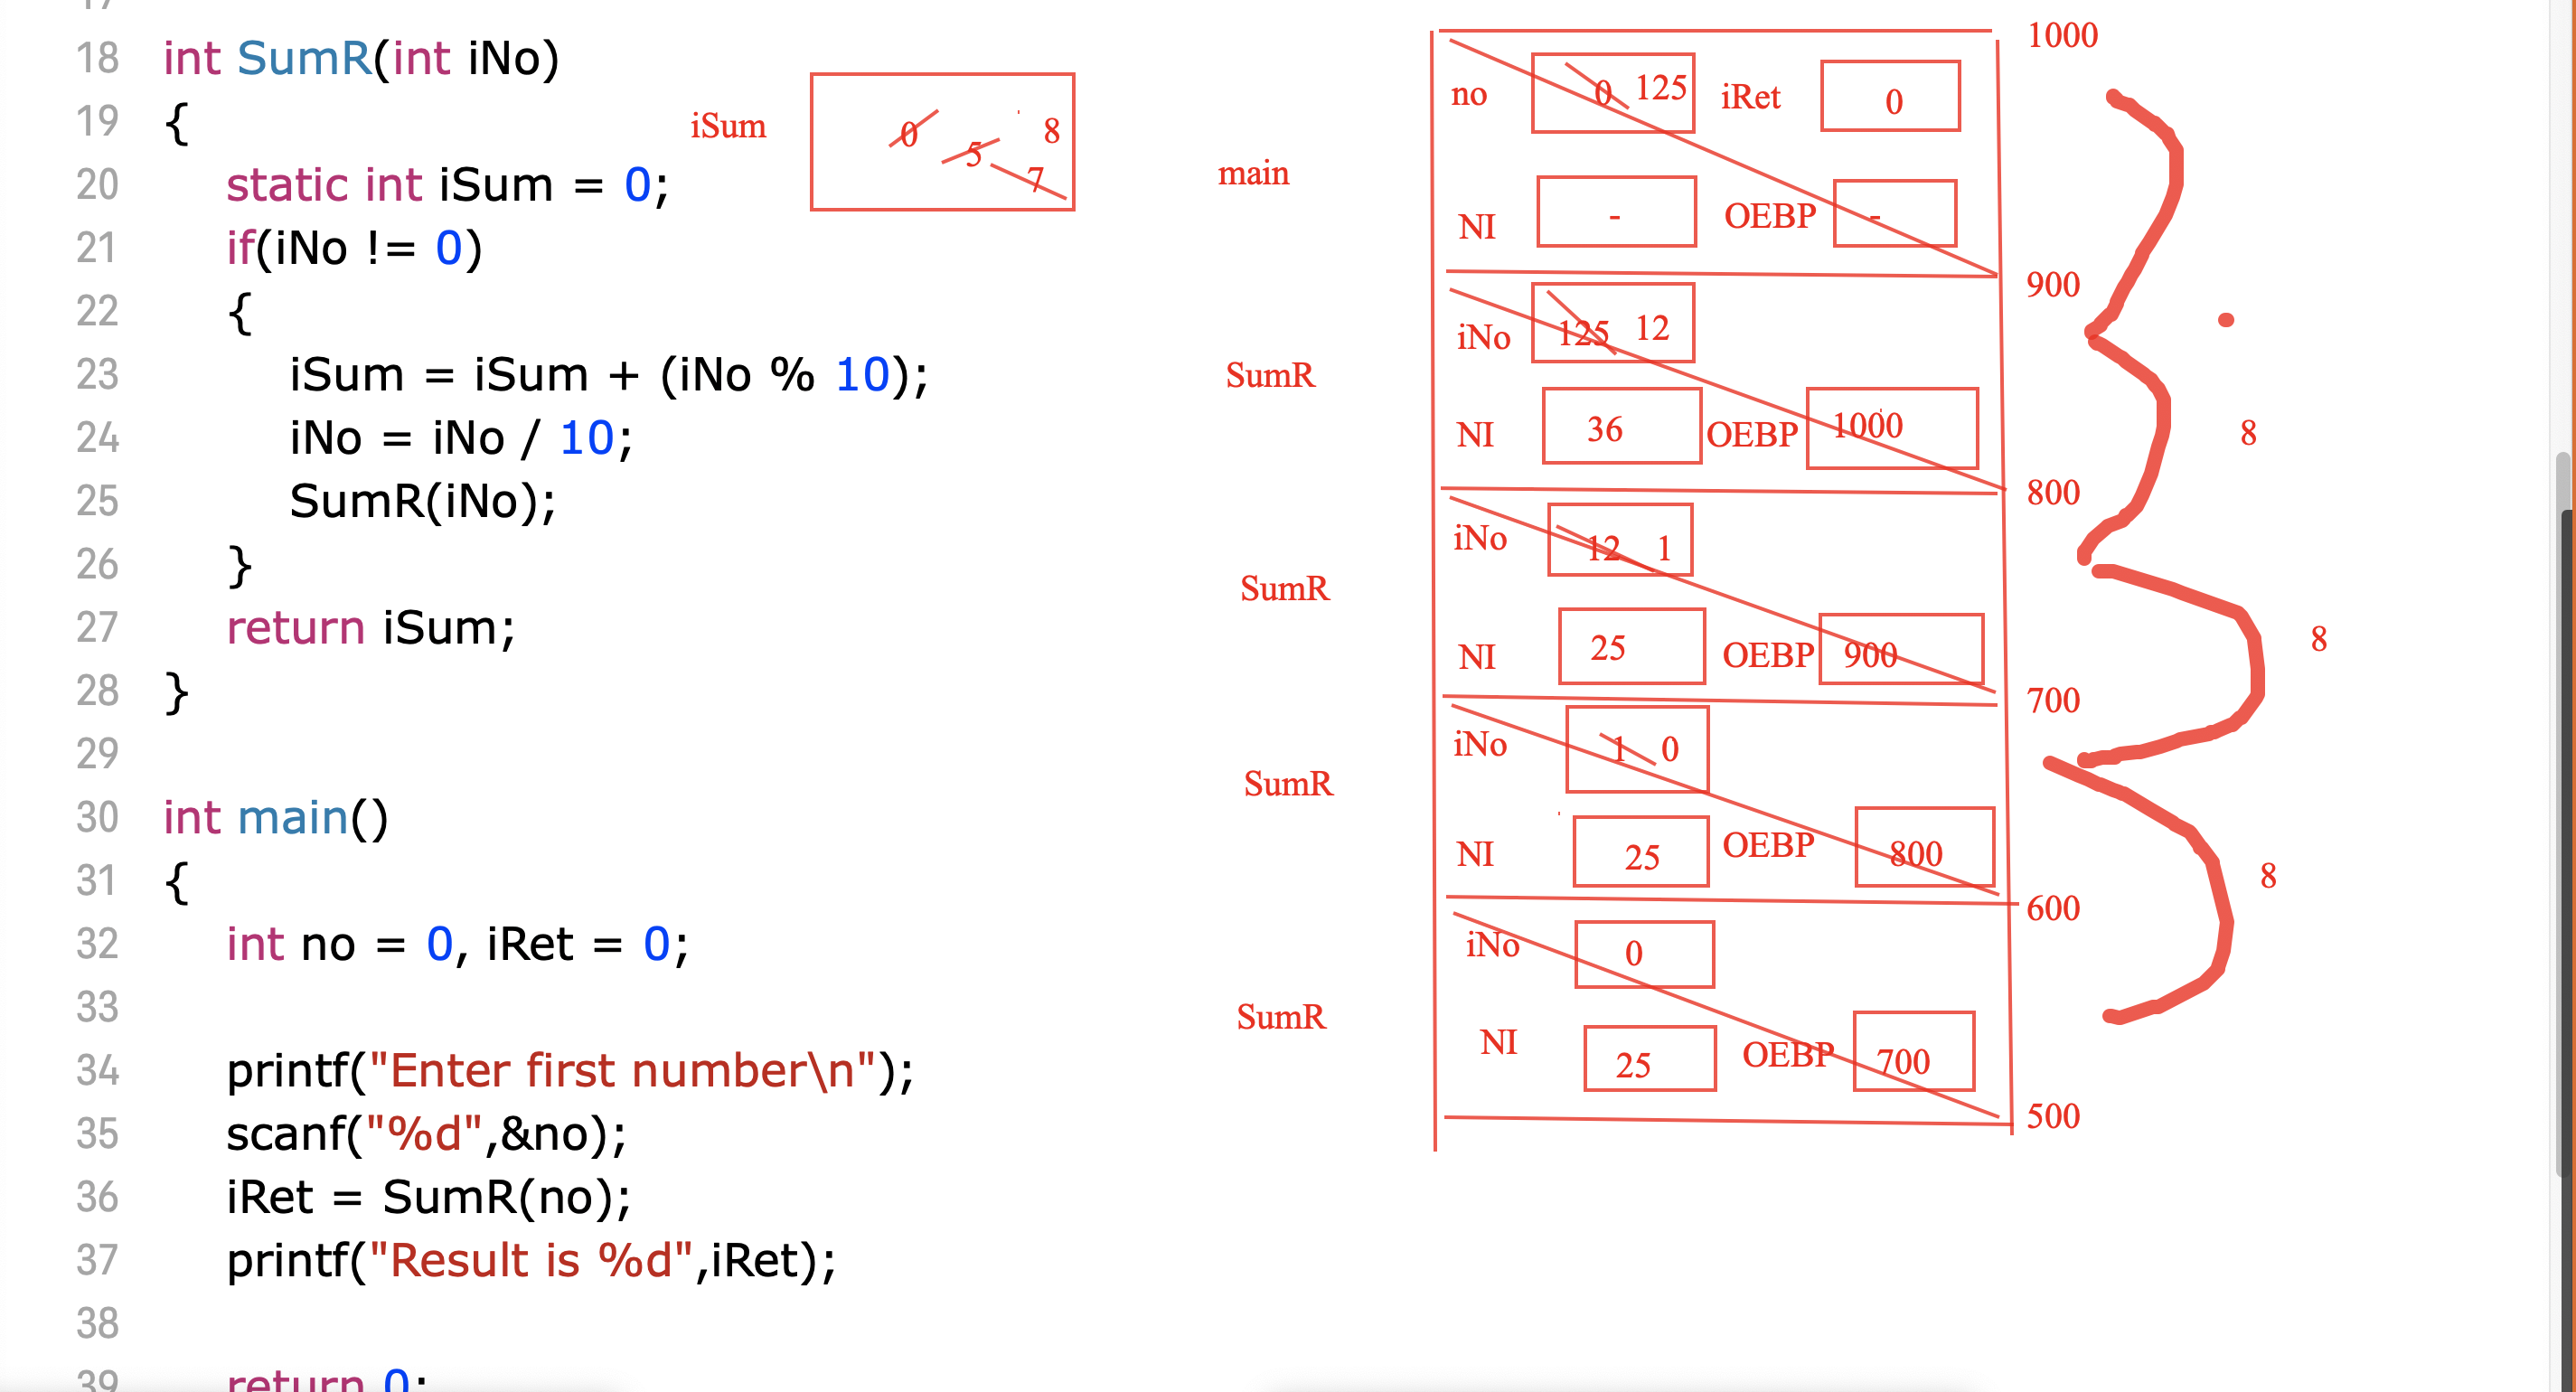 17
18 int SumR(int iNo)
19 {
20 static int iSum = 0;
21 if(iNo != 0)
22 {
23 iSum = iSum + (iNo % 10);
24 iNo = iNo / 10;
25 SumR(iNo);
26 }
27 return iSum;
28 }
29
30 int main()
31 {
32 int no = 0, iRet = 0;
33
34 printf("Enter first number\n");
35 scanf("%d",&no);
36 iRet = SumR(no);
37 printf("Result is %d",iRet);
38
39 return 0;
iSum 0 5 7 8
1000
main
no 0 125 iRet 0
NI - OEBP -
900
SumR
iNo 125 12
NI 36 OEBP 1000
8
800
SumR
iNo 12 1
NI 25 OEBP 900
8
700
SumR
iNo 1 0
NI 25 OEBP 800
8
600
SumR
iNo 0
NI 25 OEBP 700
500